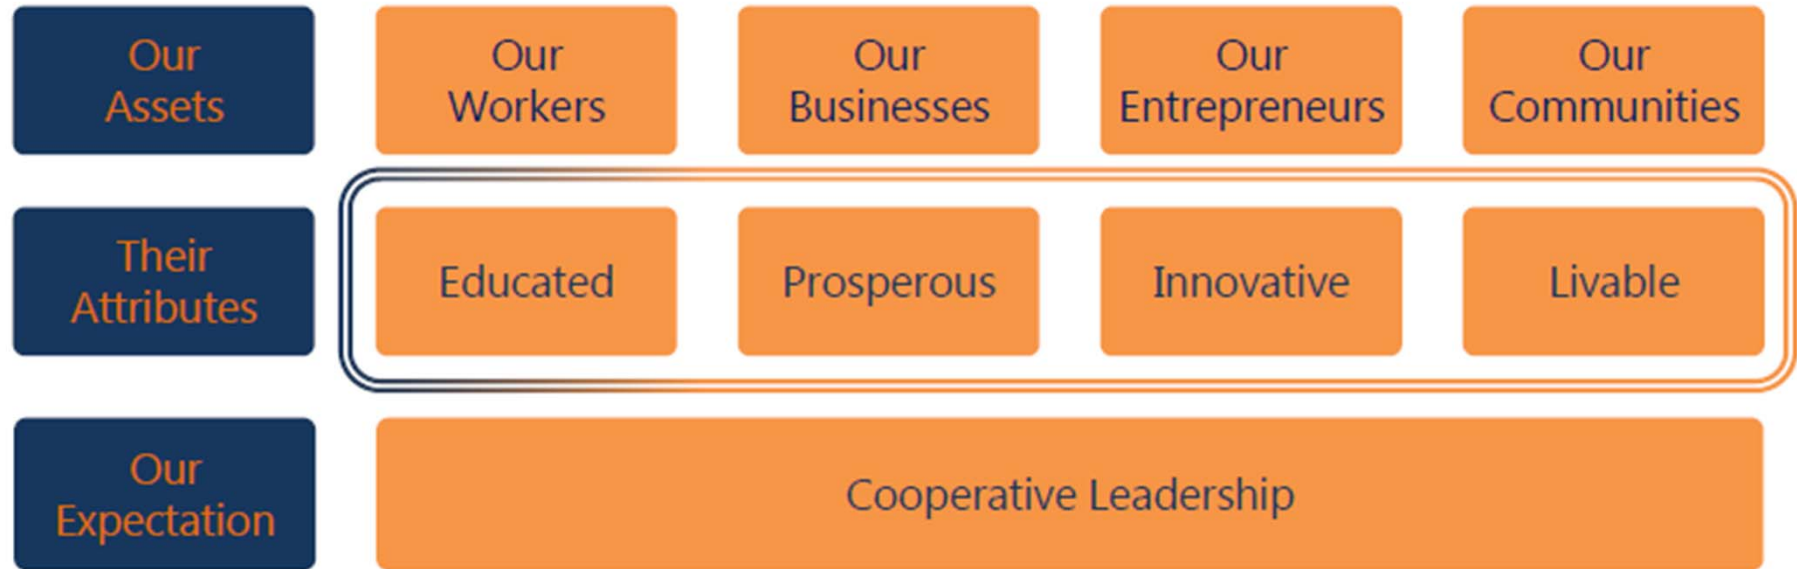 Our
Assets
Our
Workers
Our
Businesses
Our
Entrepreneurs
Our
Communities
Their
Attributes
Educated
Prosperous
Innovative
Livable
Our
Expectation
Cooperative Leadership